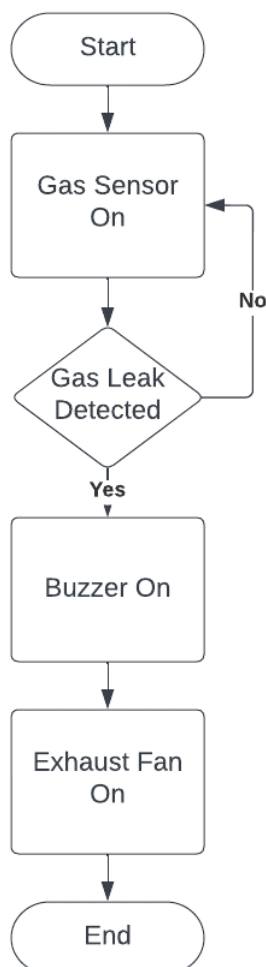 Start
Gas Sensor
On
No
Gas Leak
Detected
Yes
Buzzer On
Exhaust Fan
On
End